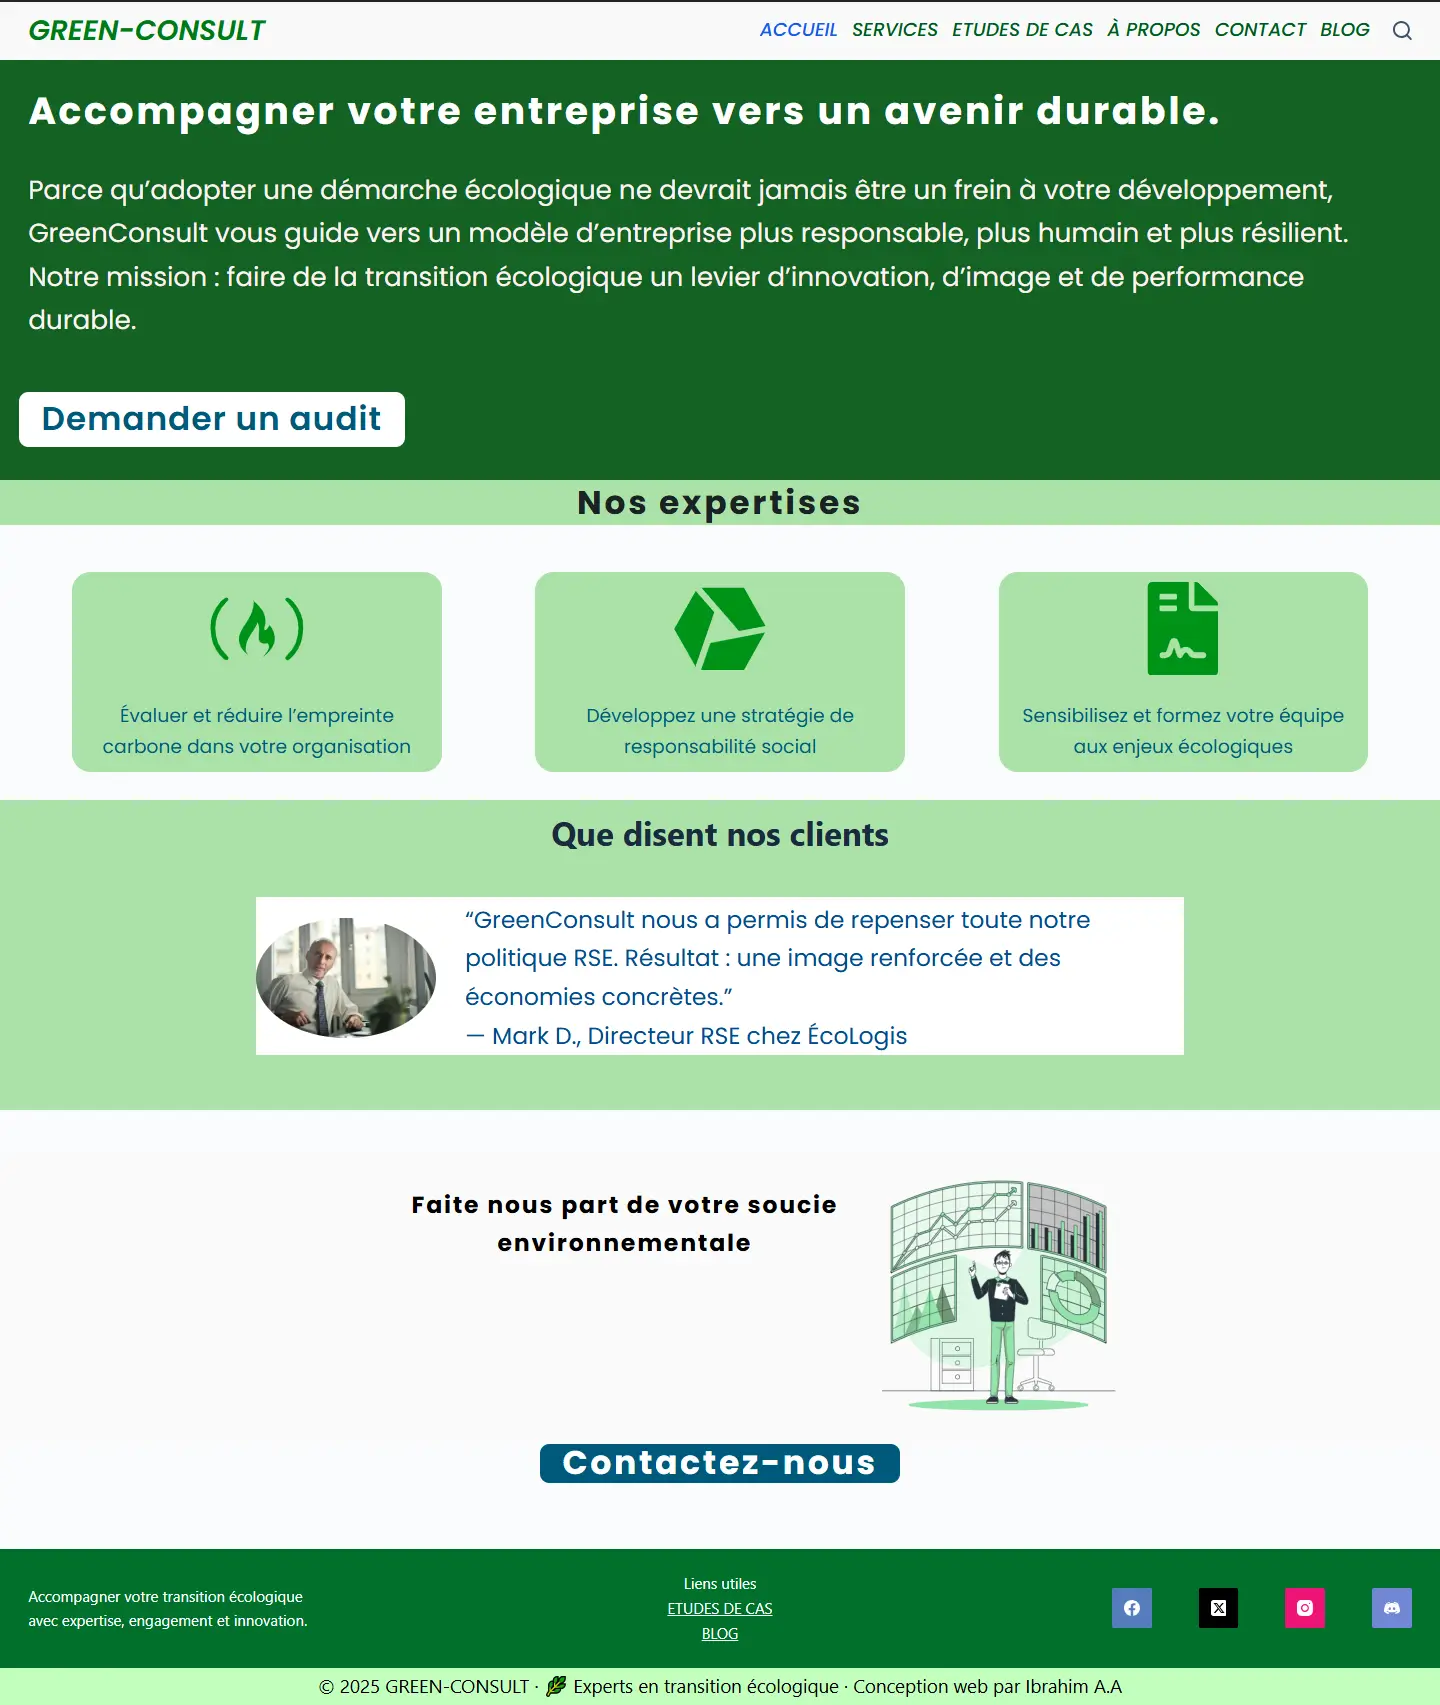 GREEN-CONSULT
ACCUEIL SERVICES ETUDES DE CAS À PROPOS CONTACT BLOG
Accompagner votre entreprise vers un avenir durable.
Parce qu’adopter une démarche écologique ne devrait jamais être un frein à votre développement,
GreenConsult vous guide vers un modèle d’entreprise plus responsable, plus humain et plus résilient.
Notre mission : faire de la transition écologique un levier d’innovation, d’image et de performance
durable.
Demander un audit
Nos expertises
Évaluer et réduire l’empreinte
carbone dans votre organisation
Développez une stratégie de
responsabilité social
Sensibilisez et formez votre équipe
aux enjeux écologiques
Que disent nos clients
“GreenConsult nous a permis de repenser toute notre
politique RSE. Résultat : une image renforcée et des
économies concrètes.”
— Mark D., Directeur RSE chez ÉcoLogis
Faite nous part de votre soucie
environnementale
Contactez-nous
Accompagner votre transition écologique
avec expertise, engagement et innovation.
Liens utiles
ETUDES DE CAS
BLOG
© 2025 GREEN-CONSULT · Experts en transition écologique · Conception web par Ibrahim A.A